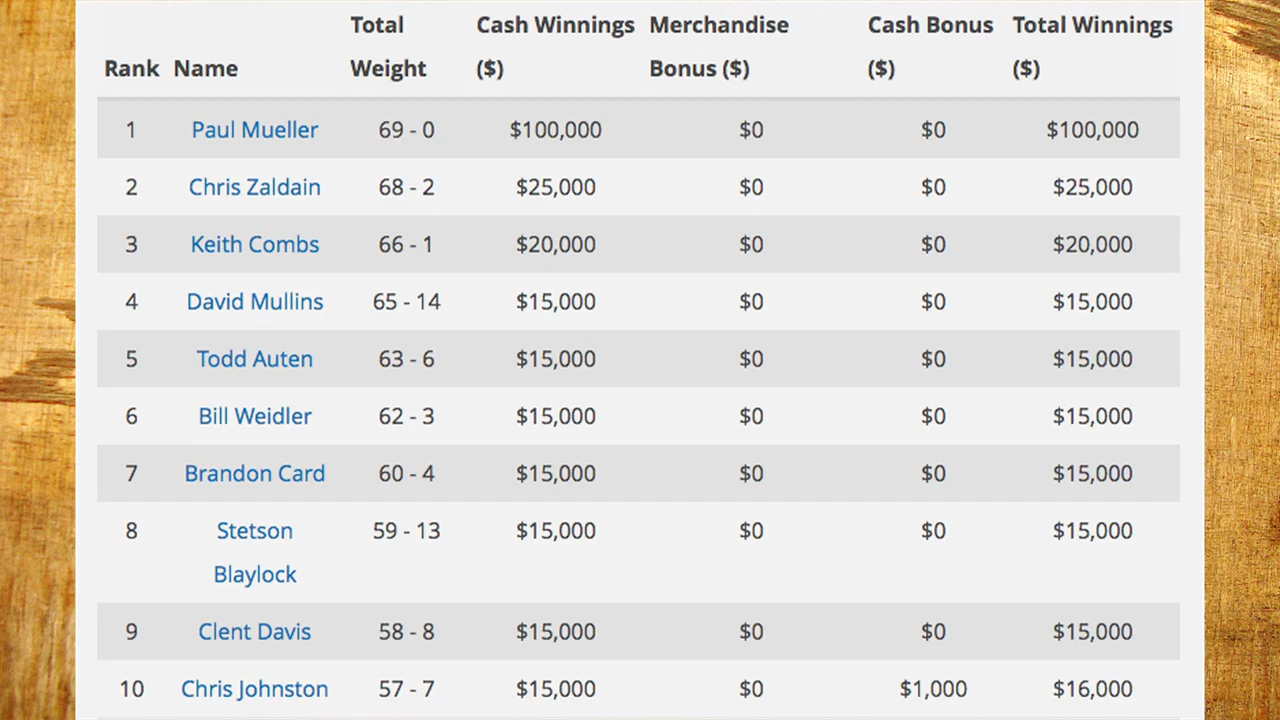 Total Cash Winnings Merchandise Cash Bonus Total Winnings
Rank Name Weight ($) Bonus ($) ($) ($)
1 Paul Mueller 69 - 0 $100,000 $0 $0 $100,000
2 Chris Zaldain 68 - 2 $25,000 $0 $0 $25,000
3 Keith Combs 66 - 1 $20,000 $0 $0 $20,000
4 David Mullins 65 - 14 $15,000 $0 $0 $15,000
5 Todd Auten 63 - 6 $15,000 $0 $0 $15,000
6 Bill Weidler 62 - 3 $15,000 $0 $0 $15,000
7 Brandon Card 60 - 4 $15,000 $0 $0 $15,000
8 Stetson 59 - 13 $15,000 $0 $0 $15,000
Blaylock
9 Clent Davis 58 - 8 $15,000 $0 $0 $15,000
10 Chris Johnston 57 - 7 $15,000 $0 $1,000 $16,000